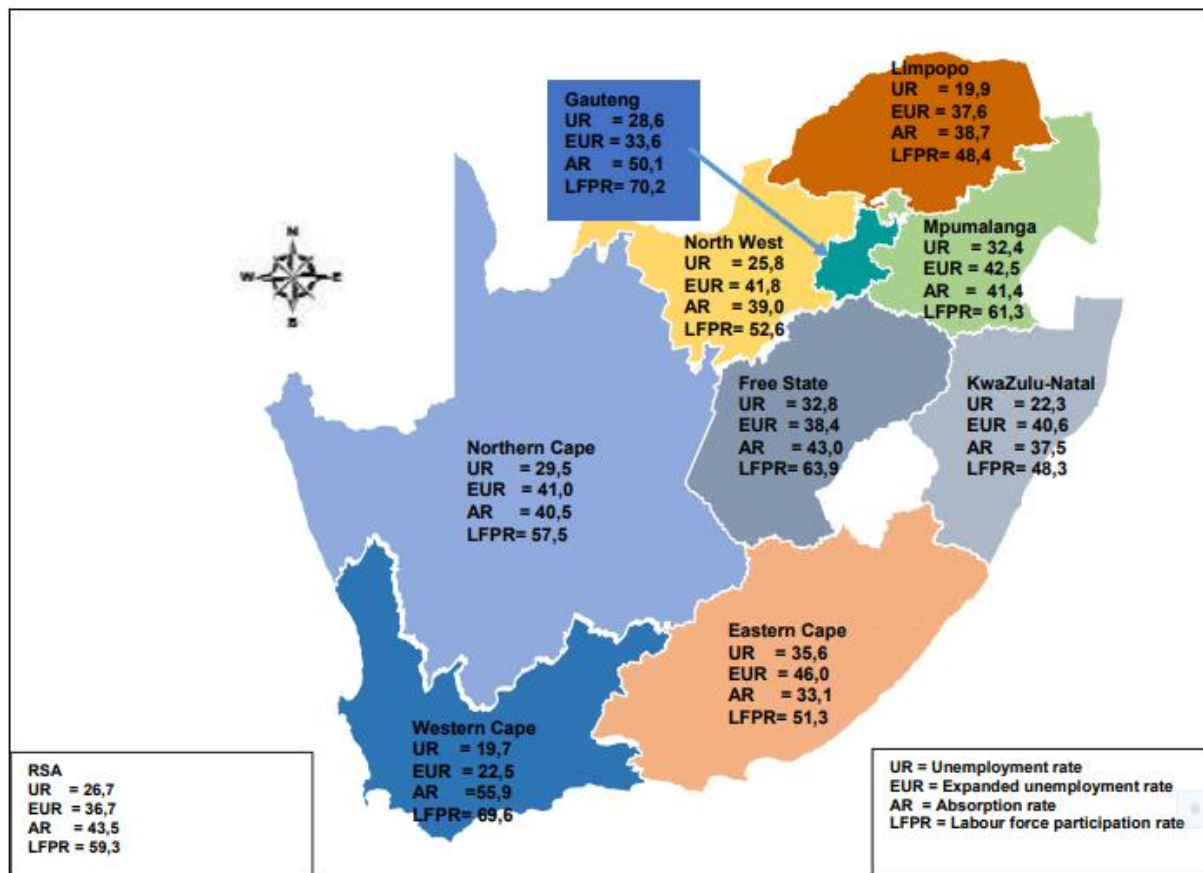 Limpopo
UR = 19,9
EUR = 37,6
AR = 38,7
LFPR= 48,4
Gauteng
UR = 28,6
EUR = 33,6
AR = 50,1
LFPR= 70,2
Mpumalanga
UR = 32,4
EUR = 42,5
AR = 41,4
LFPR= 61,3
North West
UR = 25,8
EUR = 41,8
AR = 39,0
LFPR= 52,6
N
W
E
S
Free State
UR = 32,8
EUR = 38,4
AR = 43,0
LFPR= 63,9
KwaZulu-Natal
UR = 22,3
EUR = 40,6
AR = 37,5
LFPR= 48,3
Northern Cape
UR = 29,5
EUR = 41,0
AR = 40,5
LFPR= 57,5
Eastern Cape
UR = 35,6
EUR = 46,0
AR = 33,1
LFPR= 51,3
Western Cape
UR = 19,7
EUR = 22,5
AR =55,9
LFPR= 69,6
RSA
UR = 26,7
EUR = 36,7
AR = 43,5
LFPR = 59,3
UR = Unemployment rate
EUR = Expanded unemployment rate
AR = Absorption rate
LFPR = Labour force participation rate